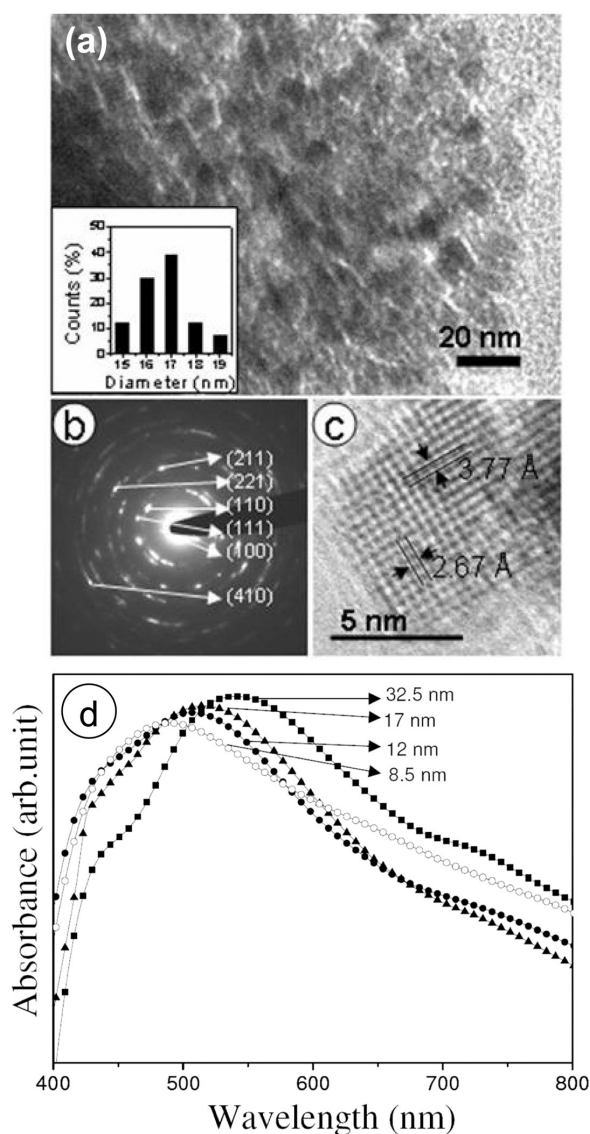 (a)
50
40
30
20
10
0
Counts (%)
15 16 17 18 19
Diameter (nm)
20 nm
b
(211)
(221)
(110)
(111)
(100)
(410)
c
3.77 Å
2.67 Å
5 nm
d
32.5 nm
17 nm
12 nm
8.5 nm
Absorbance (arb.unit)
400 500 600 700 800
Wavelength (nm)